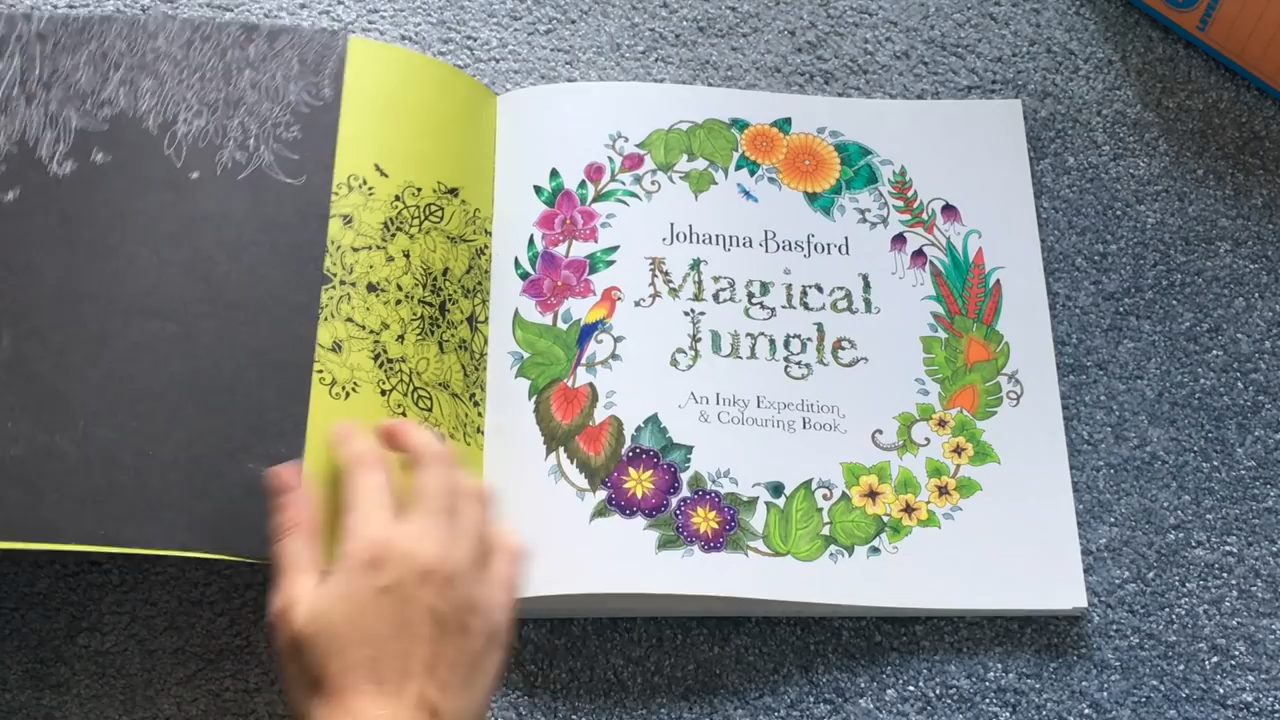 Johanna Basford
Magical
Jungle
An Inky Expedition
& Colouring Book